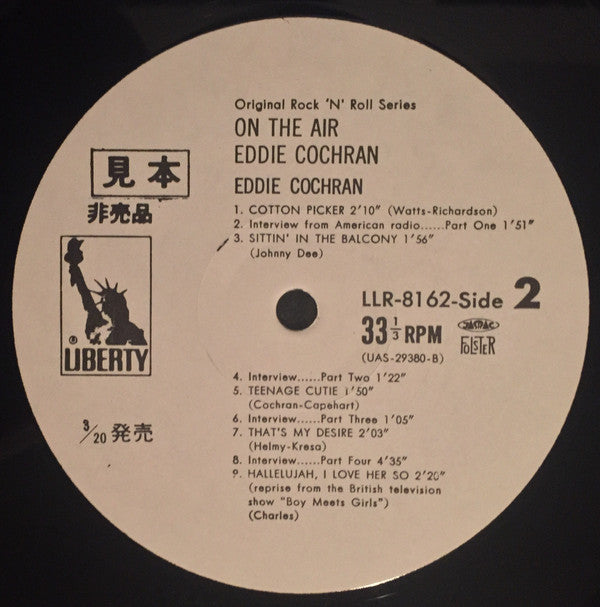 Original Rock 'N' Roll Series
ON THE AIR
EDDIE COCHRAN
EDDIE COCHRAN
見本
非売品
1. COTTON PICKER 2'10" (Watts-Richardson)
2. Interview from American radio......Part One 1'51"
3. SITTIN' IN THE BALCONY 1'56"
(Johnny Dee)
® LIBERTY
LLR-8162-Side 2
33 1/3 RPM
(UAS-29380-B)
JASRAC
FOLSTER
4. Interview......Part Two 1'22"
5. TEENAGE CUTIE 1'50"
(Cochran-Capehart)
6. Interview......Part Three 1'05"
7. THAT'S MY DESIRE 2'03"
(Helmy-Kresa)
8. Interview......Part Four 4'35"
9. HALLELUJAH, I LOVE HER SO 2'20"
(reprise from the British television
show "Boy Meets Girls")
(Charles)
3/20 発売